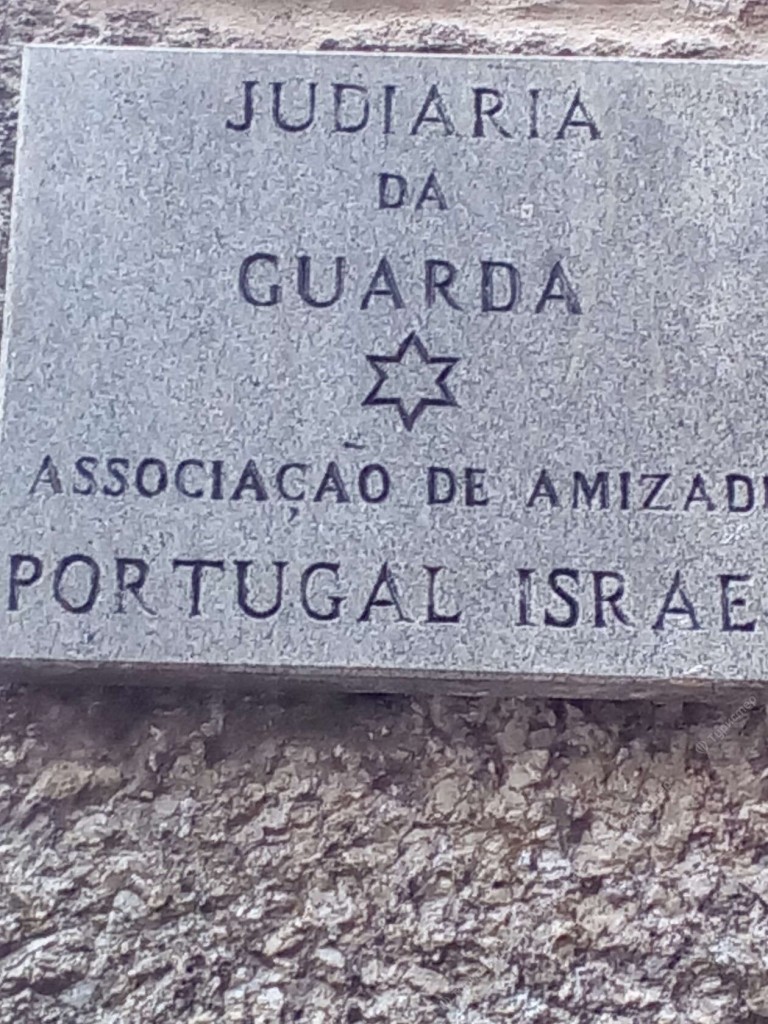 JUDIARIA
DA
GUARDA
ASSOCIAÇÃO DE AMIZAD
PORTUGAL ISRAE